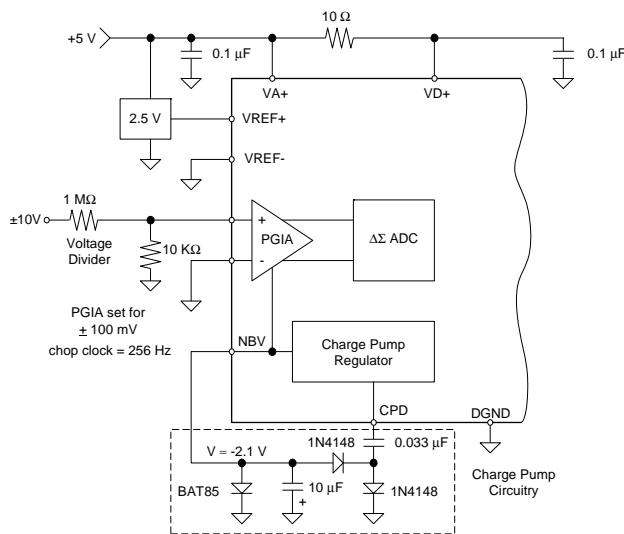 10 Ω
+5 V
0.1 µF
0.1 µF
VA+
VD+
2.5 V
VREF+
VREF-
1 MΩ
±10V
+
PGIA
ΔΣ ADC
Voltage
Divider
10 KΩ
-
PGIA set for
± 100 mV
chop clock = 256 Hz
NBV
Charge Pump
Regulator
CPD
DGND
1N4148
0.033 µF
V = -2.1 V
BAT85
10 µF
+
1N4148
Charge Pump
Circuitry